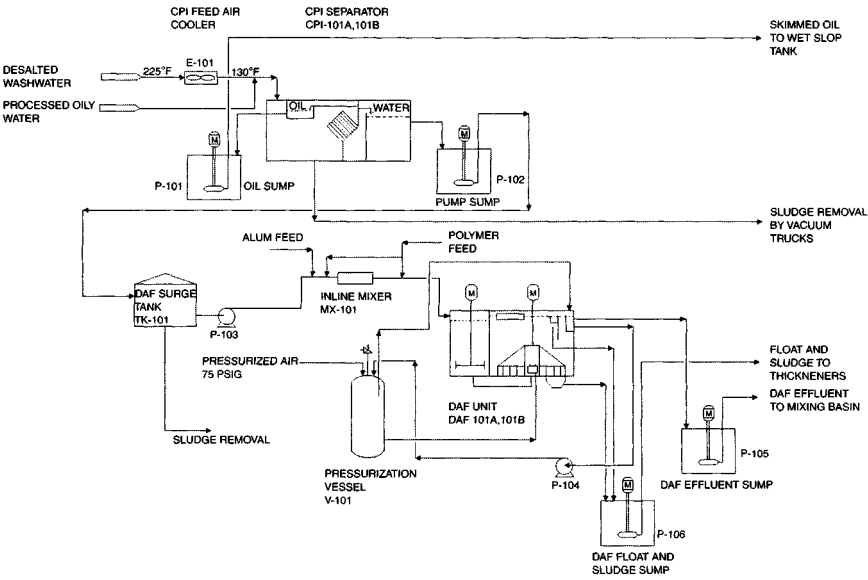 CPI FEED AIR
COOLER
CPI SEPARATOR
CPI-101A,101B
SKIMMED OIL
TO WET SLOP
TANK
DESALTED
WASHWATER
225°F
E-101
130°F
PROCESSED OILY
WATER
OIL
WATER
M
M
P-101
OIL SUMP
P-102
PUMP SUMP
SLUDGE REMOVAL
BY VACUUM
TRUCKS
ALUM FEED
POLYMER
FEED
INLINE MIXER
MX-101
DAF SURGE
TANK
TK-101
P-103
M
M
PRESSURIZED AIR
75 PSIG
FLOAT AND
SLUDGE TO
THICKNENERS
DAF EFFLUENT
TO MIXING BASIN
DAF UNIT
DAF 101A,101B
SLUDGE REMOVAL
M
P-105
DAF EFFLUENT SUMP
PRESSURIZATION
VESSEL
V-101
P-104
M
P-106
DAF FLOAT AND
SLUDGE SUMP